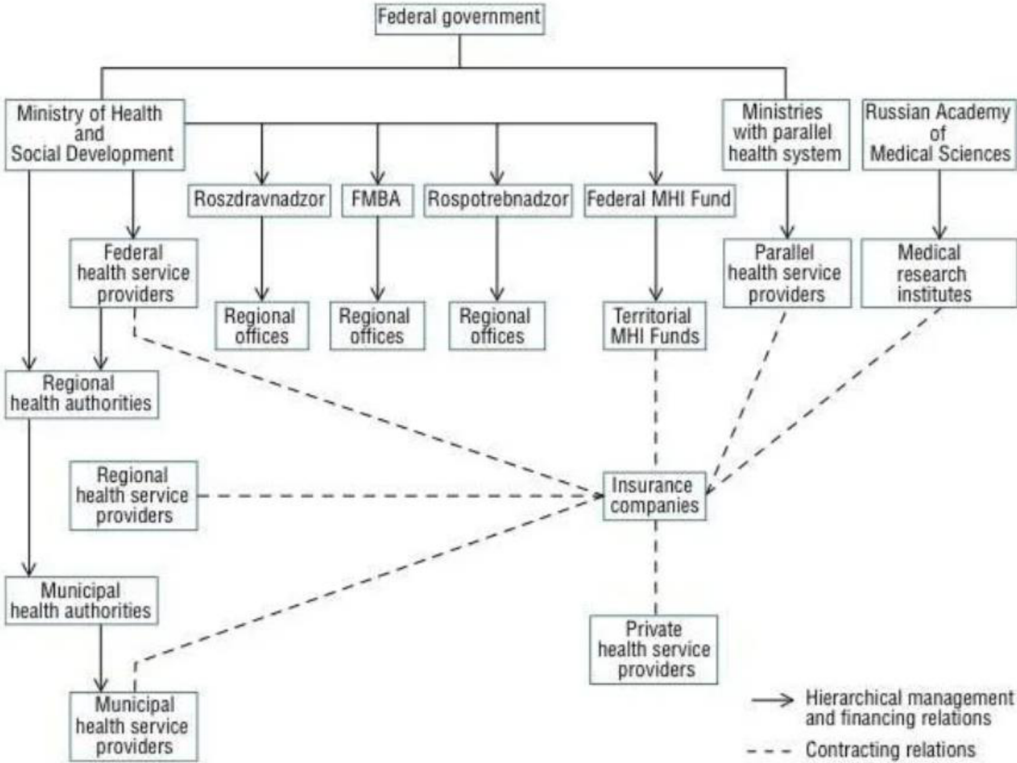 Federal government
Ministry of Health
and
Social Development
Ministries
with parallel
health system
Russian Academy
of
Medical Sciences
Roszdravnadzor
FMBA
Rospotrebnadzor
Federal MHI Fund
Federal
health service
providers
Parallel
health service
providers
Medical
research
institutes
Regional
offices
Regional
offices
Regional
offices
Territorial
MHI Funds
Regional
health authorities
Regional
health service
providers
Insurance
companies
Municipal
health authorities
Private
health service
providers
Municipal
health service
providers
Hierarchical management
and financing relations
Contracting relations